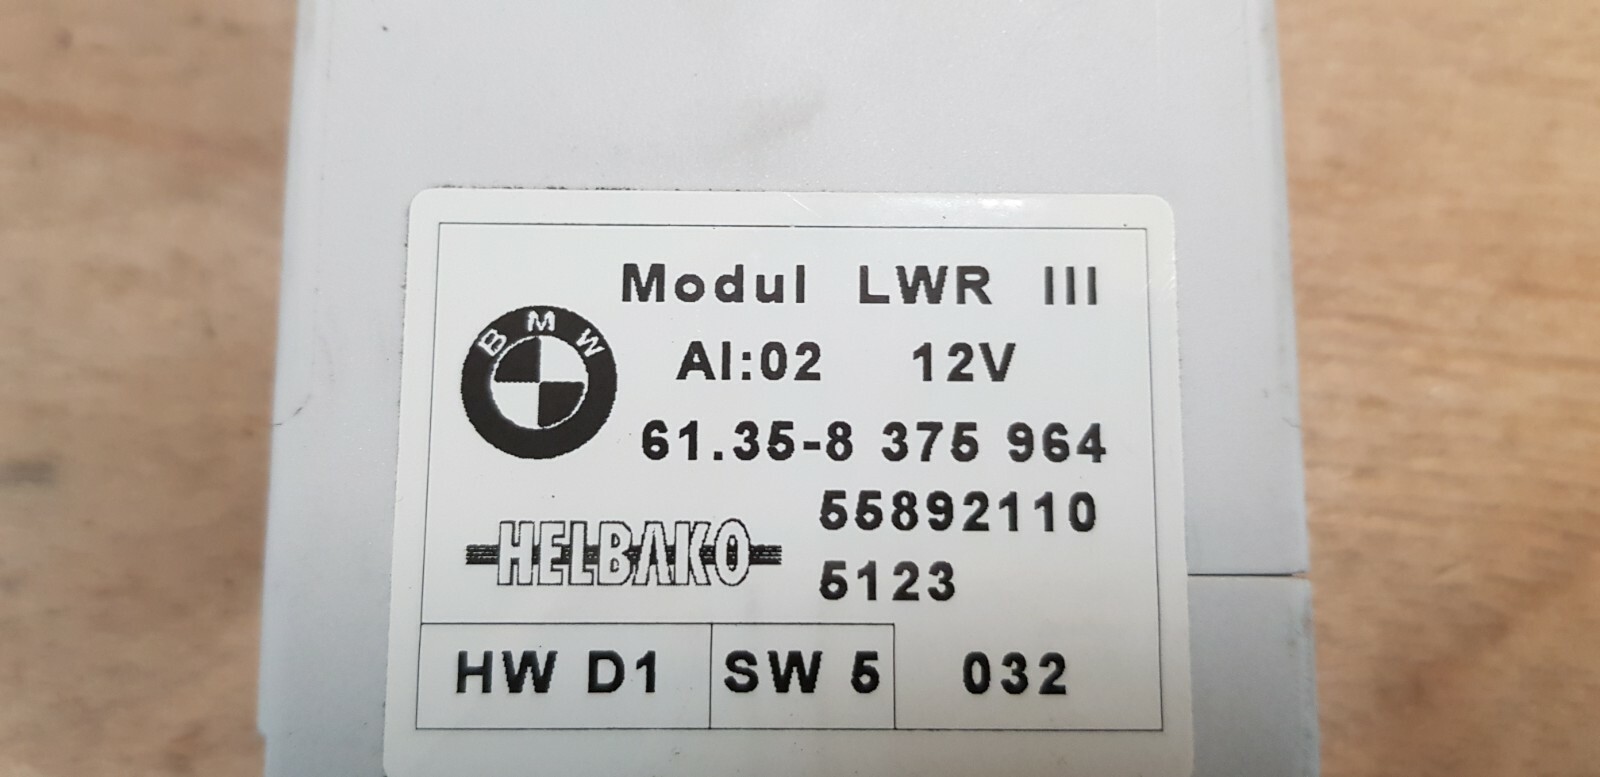 Modul LWR III
BMW
AI:02 12V
61.35-8 375 964
55892110
HELBAKO
5123
HW D1 SW 5 032